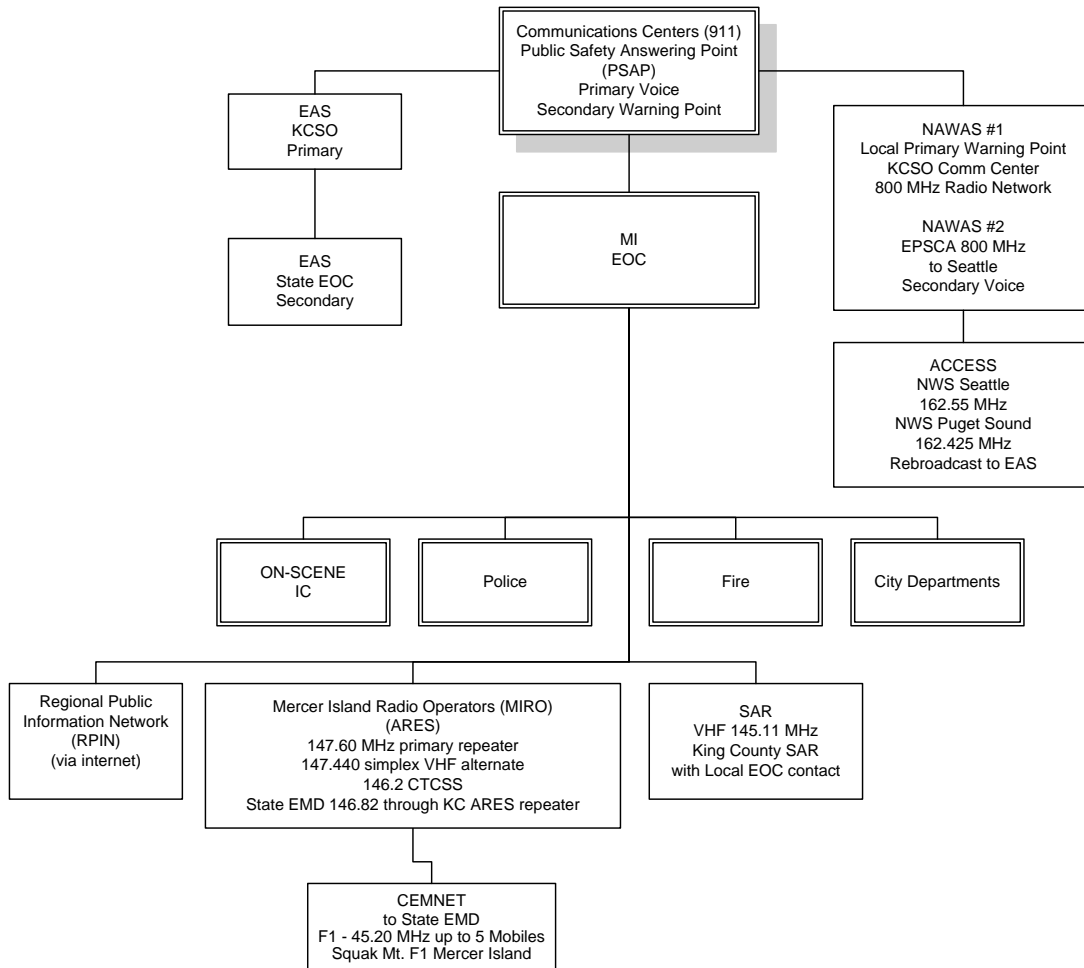 Communications Centers (911)
Public Safety Answering Point
(PSAP)
Primary Voice
Secondary Warning Point
EAS
KCSO
Primary
NAWAS #1
Local Primary Warning Point
KCSO Comm Center
800 MHz Radio Network
NAWAS #2
EPSCA 800 MHz
to Seattle
Secondary Voice
MI
EOC
EAS
State EOC
Secondary
ACCESS
NWS Seattle
162.55 MHz
NWS Puget Sound
162.425 MHz
Rebroadcast to EAS
ON-SCENE
IC
Police
Fire
City Departments
Regional Public
Information Network
(RPIN)
(via internet)
Mercer Island Radio Operators (MIRO)
(ARES)
147.60 MHz primary repeater
147.440 simplex VHF alternate
146.2 CTCSS
State EMD 146.82 through KC ARES repeater
SAR
VHF 145.11 MHz
King County SAR
with Local EOC contact
CEMNET
to State EMD
F1 - 45.20 MHz up to 5 Mobiles
Squak Mt. F1 Mercer Island